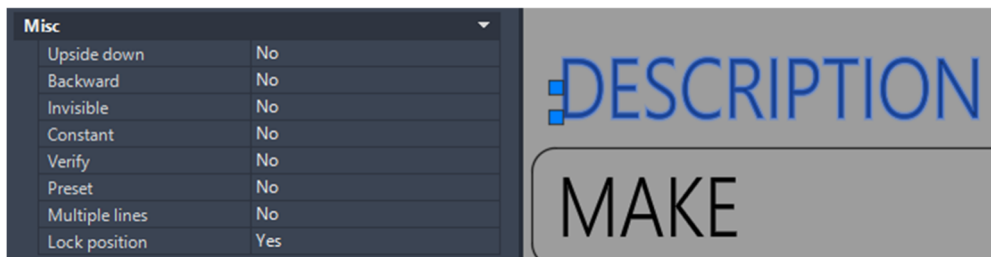 Misc
Upside down No
Backward No
Invisible No
Constant No
Verify No
Preset No
Multiple lines No
Lock position Yes
DESCRIPTION
MAKE